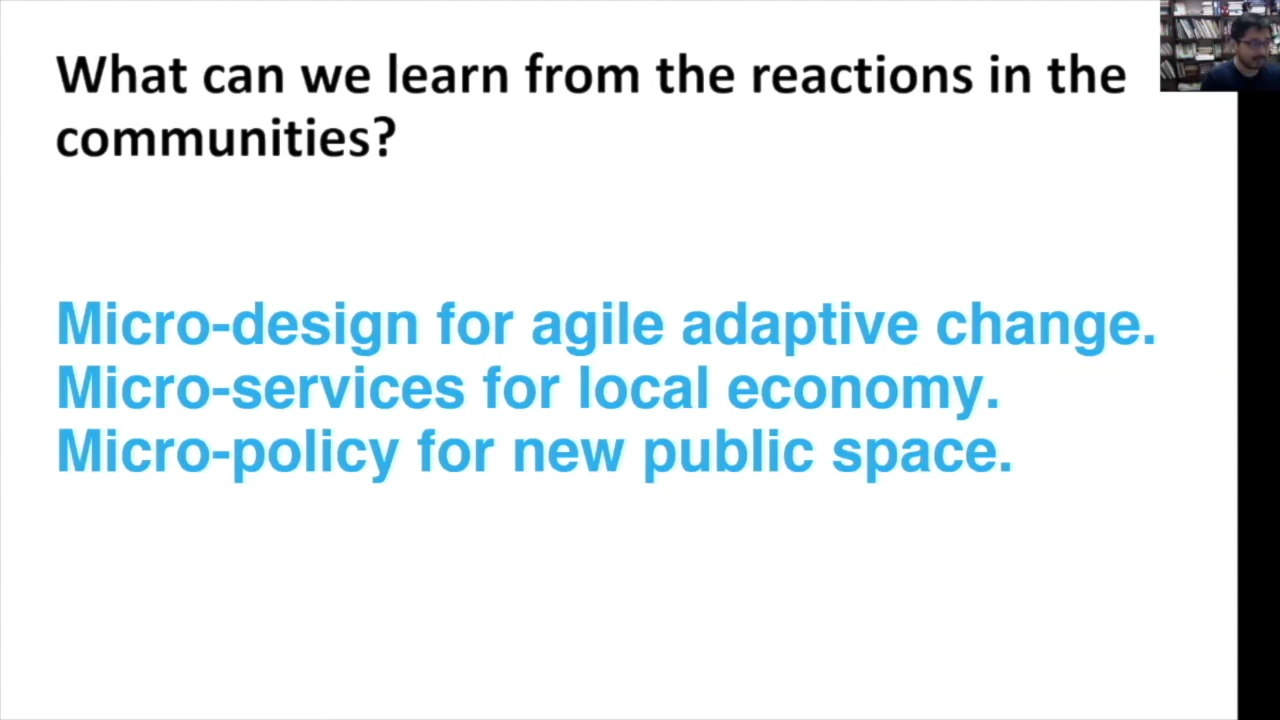 What can we learn from the reactions in the
communities?
Micro-design for agile adaptive change.
Micro-services for local economy.
Micro-policy for new public space.